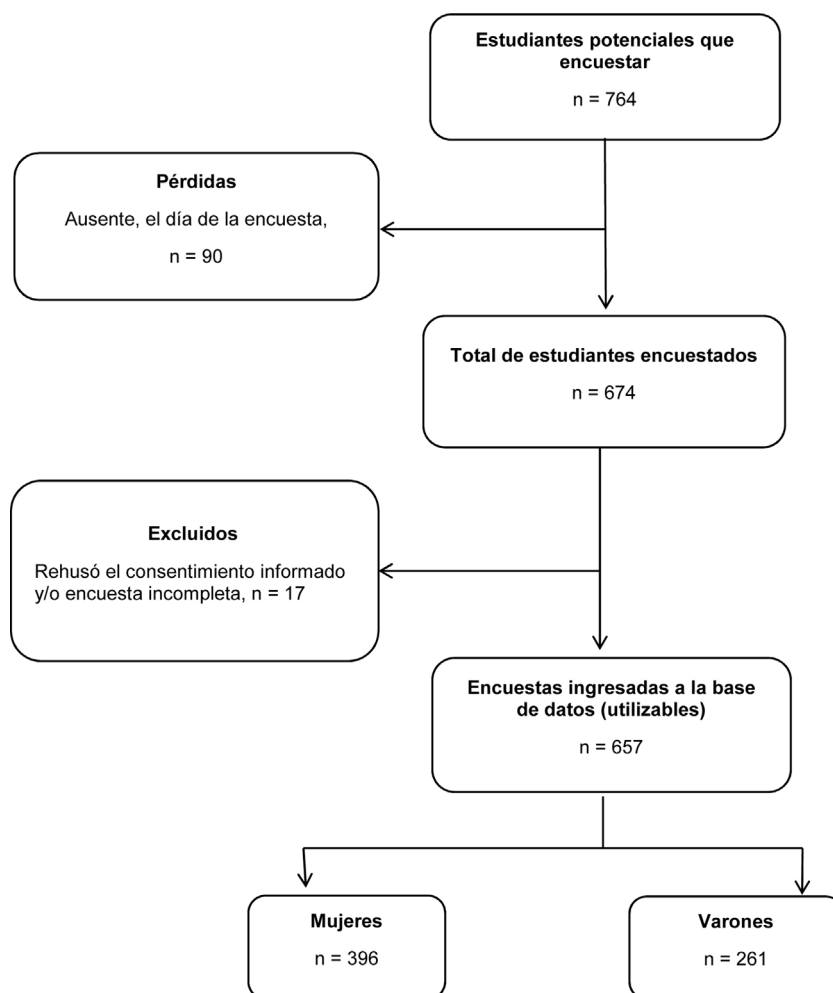 Estudiantes potenciales que
encuestar
n = 764
Pérdidas
Ausente, el día de la encuesta,
n = 90
Total de estudiantes encuestados
n = 674
Excluidos
Rehusó el consentimiento informado
y/o encuesta incompleta, n = 17
Encuestas ingresadas a la base
de datos (utilizables)
n = 657
Mujeres
n = 396
Varones
n = 261